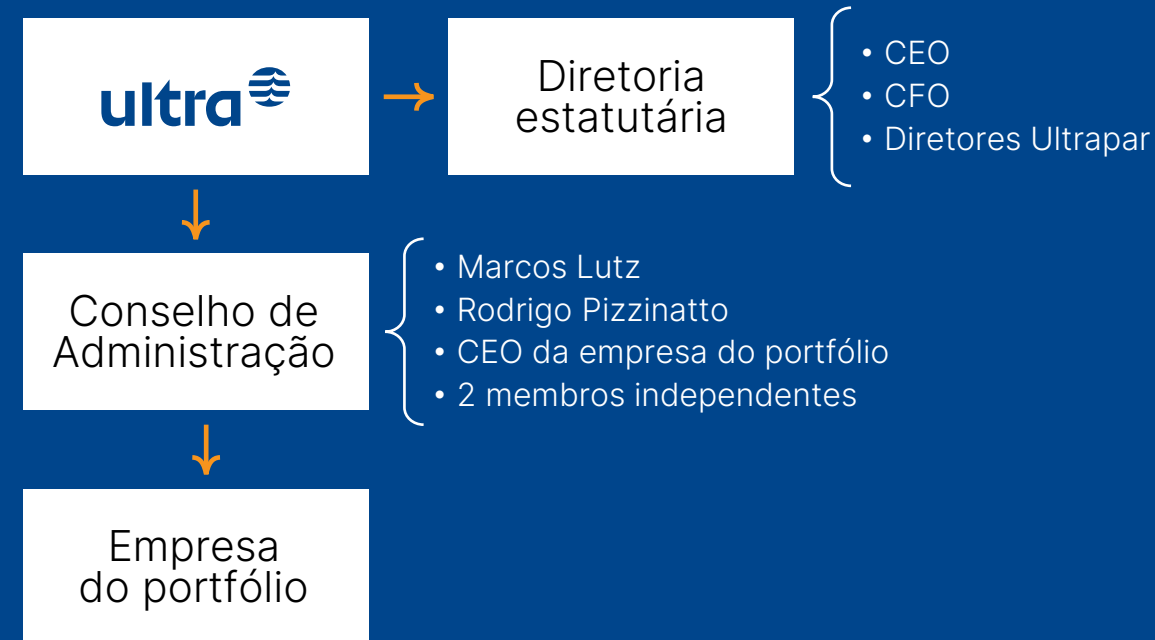 ultra
Diretoria
estatutária
• CEO
• CFO
• Diretores Ultrapar
Conselho de
Administração
• Marcos Lutz
• Rodrigo Pizzinatto
• CEO da empresa do portfólio
• 2 membros independentes
Empresa
do portfólio